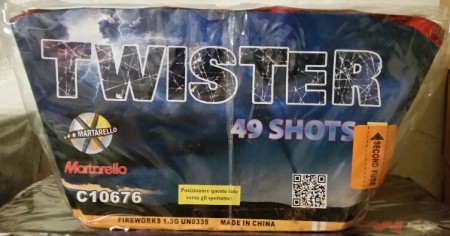 TWISTER
49 SHOTS
MARTARELLO
Martarello
SECOND FUSE
C10676
Posizionare questo lato
verso gli spettatori
FIREWORKS 1.3G UN0335 MADE IN CHINA